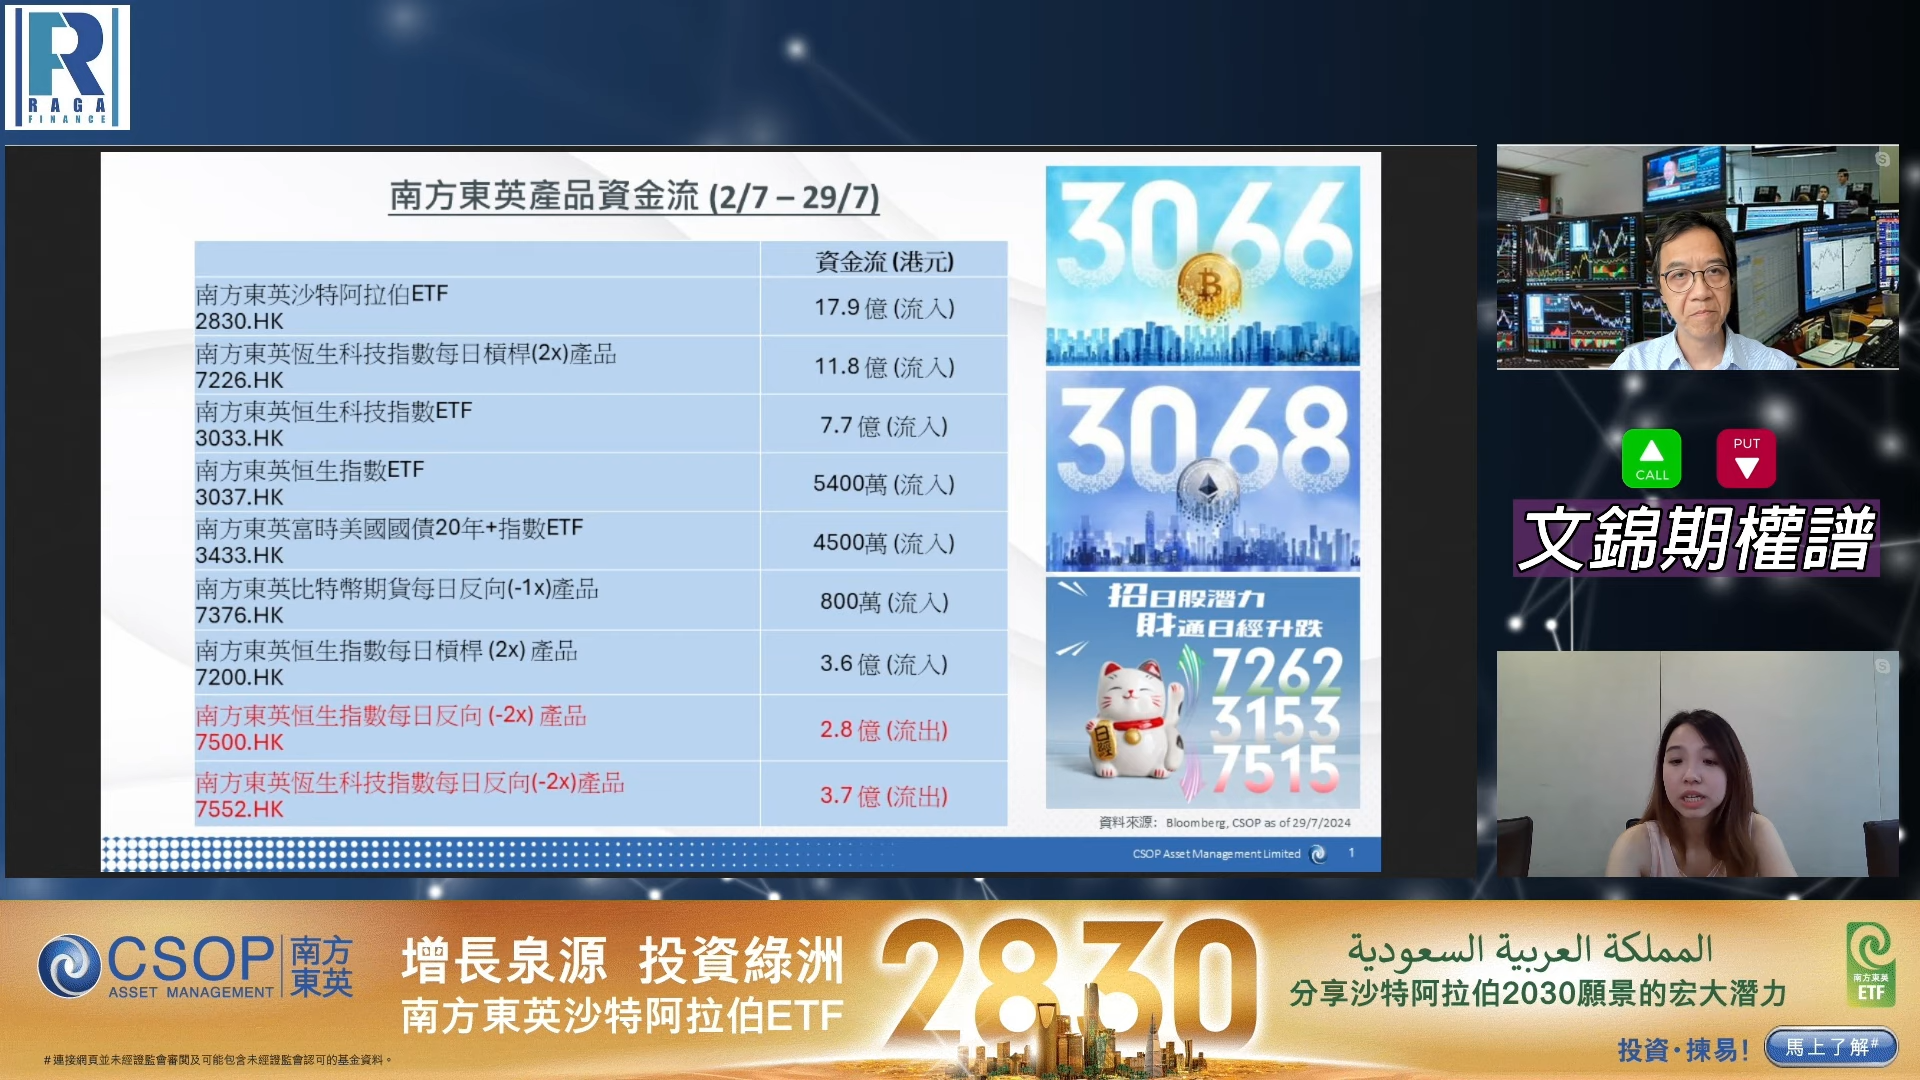 RAGA
FINANCE
南方東英產品資金流 (2/7 – 29/7)
資金流 (港元)
南方東英沙特阿拉伯ETF
2830.HK
17.9 億 (流入)
南方東英恆生科技指數每日槓桿(2x)產品
7226.HK
11.8 億 (流入)
南方東英恒生科技指數ETF
3033.HK
7.7 億 (流入)
南方東英恒生指數ETF
3037.HK
5400萬 (流入)
南方東英富時美國國債20年+指數ETF
3433.HK
4500萬 (流入)
南方東英比特幣期貨每日反向(-1x)產品
7376.HK
800萬 (流入)
南方東英恒生指數每日槓桿 (2x) 產品
7200.HK
3.6 億 (流入)
南方東英恒生指數每日反向 (-2x) 產品
7500.HK
2.8 億 (流出)
南方東英恆生科技指數每日反向(-2x)產品
7552.HK
3.7 億 (流出)
3066
3068
招日股潛力
財通日經升跌
7262
3153
7515
日經
資料來源：Bloomberg, CSOP as of 29/7/2024
CSOP Asset Management Limited
1
CALL
PUT
文錦期權譜
CSOP
ASSET MANAGEMENT
南方
東英
增長泉源 投資綠洲
南方東英沙特阿拉伯ETF
2830
المملكة العربية السعودية
分享沙特阿拉伯2030願景的宏大潛力
南方東英
ETF
投資·揀易!
馬上了解#
#連接網頁並未經證監會審閱及可能包含未經證監會認可的基金資料。